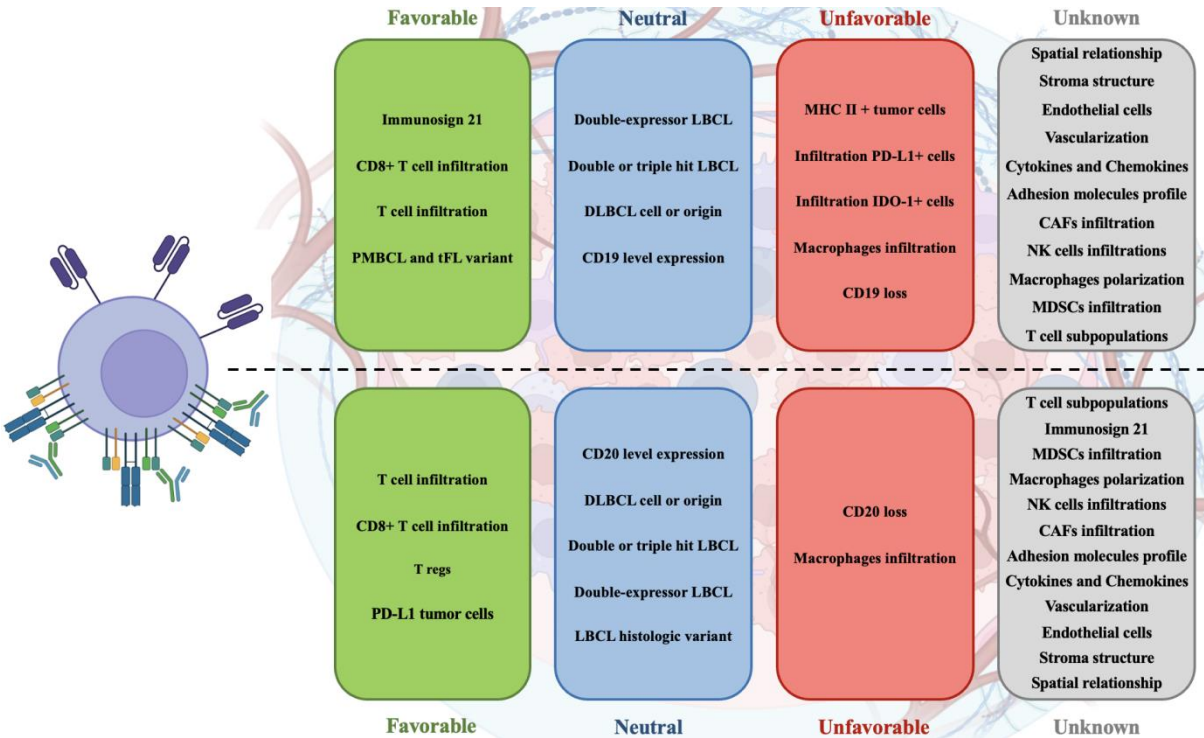 Favorable
Neutral
Unfavorable
Unknown
Immunosign 21
CD8+ T cell infiltration
T cell infiltration
PMBCL and tFL variant
Double-expressor LBCL
Double or triple hit LBCL
DLBCL cell or origin
CD19 level expression
MHC II + tumor cells
Infiltration PD-L1+ cells
Infiltration IDO-1+ cells
Macrophages infiltration
CD19 loss
Spatial relationship
Stroma structure
Endothelial cells
Vascularization
Cytokines and Chemokines
Adhesion molecules profile
CAFs infiltration
NK cells infiltrations
Macrophages polarization
MDSCs infiltration
T cell subpopulations
T cell infiltration
CD8+ T cell infiltration
T regs
PD-L1 tumor cells
CD20 level expression
DLBCL cell or origin
Double or triple hit LBCL
Double-expressor LBCL
LBCL histologic variant
CD20 loss
Macrophages infiltration
T cell subpopulations
Immunosign 21
MDSCs infiltration
Macrophages polarization
NK cells infiltrations
CAFs infiltration
Adhesion molecules profile
Cytokines and Chemokines
Vascularization
Endothelial cells
Stroma structure
Spatial relationship
Favorable
Neutral
Unfavorable
Unknown